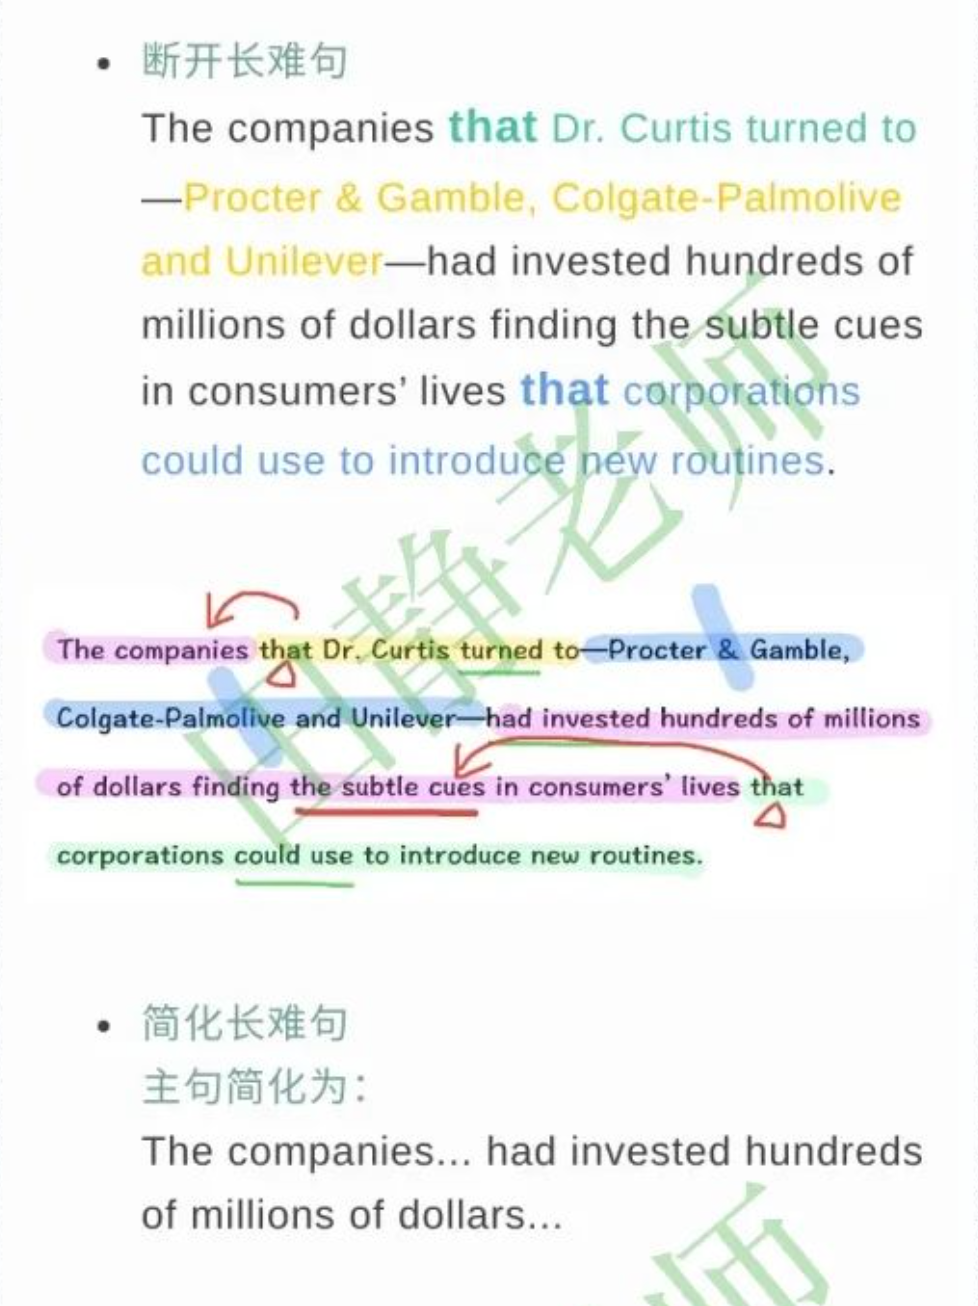 断开长难句
The companies that Dr. Curtis turned to
—Procter & Gamble, Colgate-Palmolive
and Unilever—had invested hundreds of
millions of dollars finding the subtle cues
in consumers’ lives that corporations
could use to introduce new routines.
田静老师
The companies that Dr. Curtis turned to—Procter & Gamble,
Colgate-Palmolive and Unilever—had invested hundreds of millions
of dollars finding the subtle cues in consumers’ lives that
corporations could use to introduce new routines.
简化长难句
主句简化为：
The companies... had invested hundreds
of millions of dollars...
师